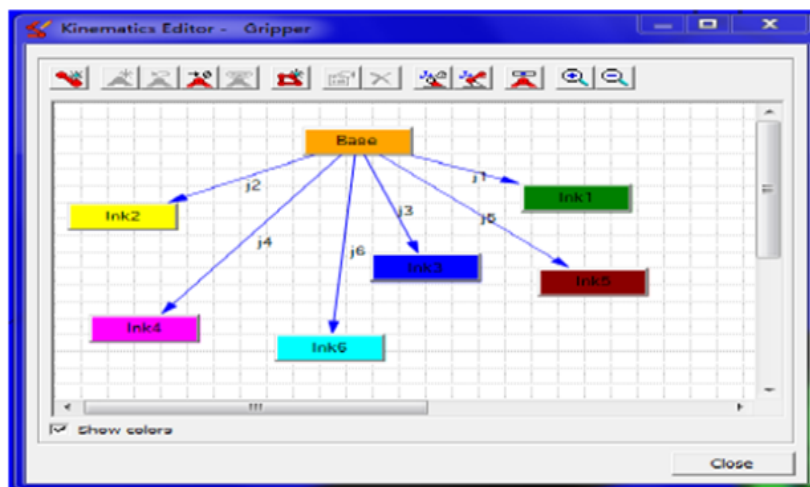 Kinematics Editor - Gripper
Base
j2
j1
lnk2
lnk1
j3
j5
j4
j6
lnk3
lnk5
lnk4
lnk6
Show colors
Close